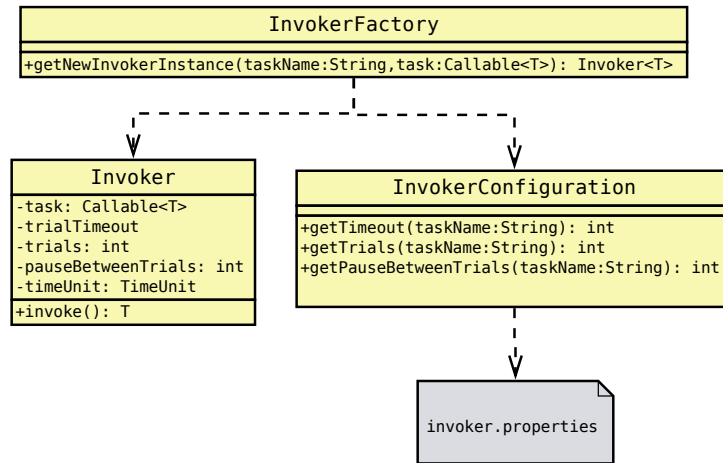 InvokerFactory
+getNewInvokerInstance(taskName:String,task:Callable<T>): Invoker<T>
Invoker
-task: Callable<T>
-trialTimeout
-trials: int
-pauseBetweenTrials: int
-timeUnit: TimeUnit
+invoke(): T
InvokerConfiguration
+getTimeout(taskName:String): int
+getTrials(taskName:String): int
+getPauseBetweenTrials(taskName:String): int
invoker.properties